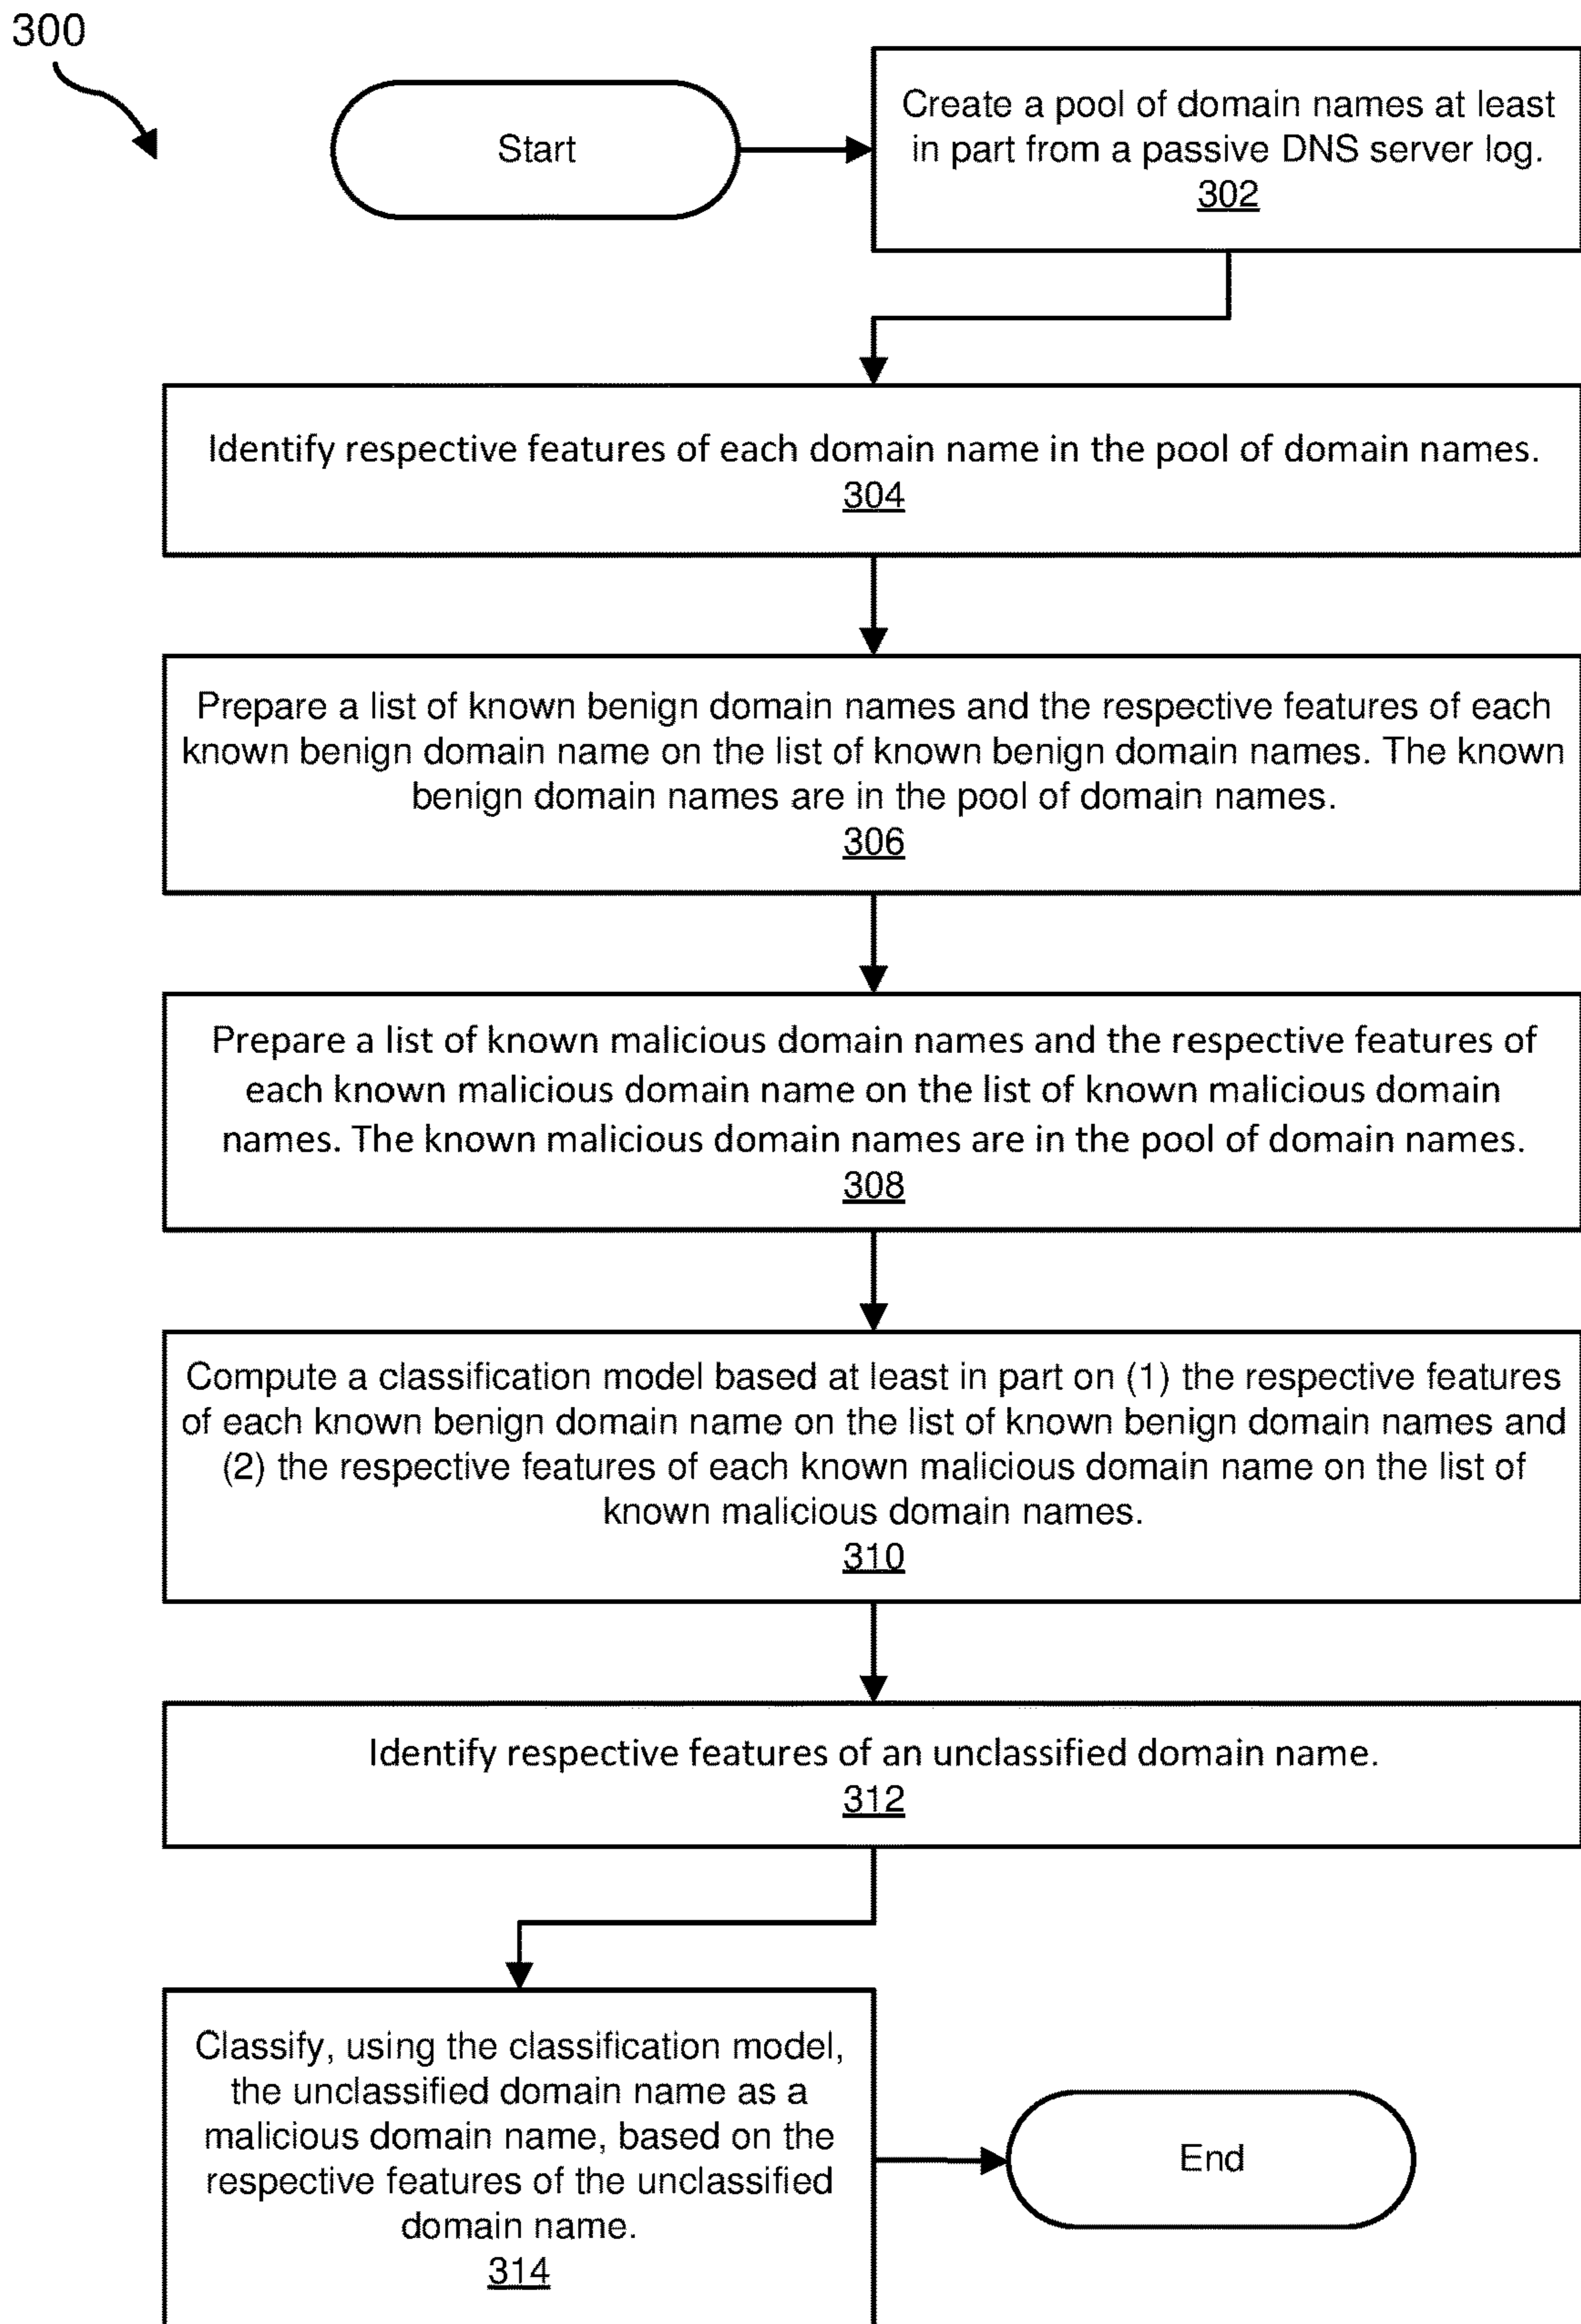 300
Start
Create a pool of domain names at least
in part from a passive DNS server log.
302
Identify respective features of each domain name in the pool of domain names.
304
Prepare a list of known benign domain names and the respective features of each
known benign domain name on the list of known benign domain names. The known
benign domain names are in the pool of domain names.
306
Prepare a list of known malicious domain names and the respective features of
each known malicious domain name on the list of known malicious domain
names. The known malicious domain names are in the pool of domain names.
308
Compute a classification model based at least in part on (1) the respective features
of each known benign domain name on the list of known benign domain names and
(2) the respective features of each known malicious domain name on the list of
known malicious domain names.
310
Identify respective features of an unclassified domain name.
312
Classify, using the classification model,
the unclassified domain name as a
malicious domain name, based on the
respective features of the unclassified
domain name.
314
End